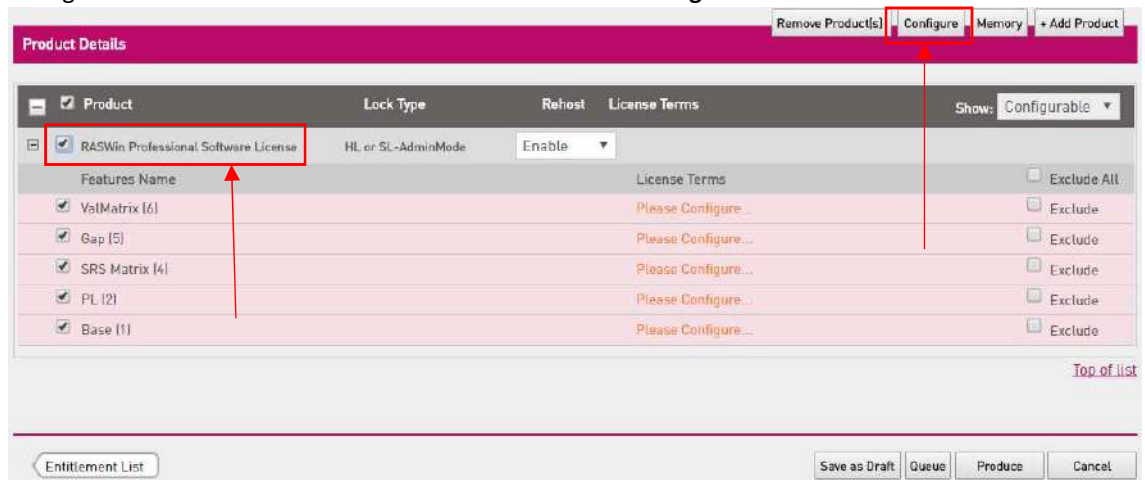 Remove Product(s) Configure Memory + Add Product
Product Details
Product Lock Type Rehost License Terms Show: Configurable
RASWin Professional Software License HL or SL-AdminMode Enable
Features Name License Terms Exclude All
ValMatrix (6) Please Configure... Exclude
Gap (5) Please Configure... Exclude
SRS Matrix (4) Please Configure... Exclude
PL (2) Please Configure... Exclude
Base (1) Please Configure... Exclude
Top of list
Entitlement List Save as Draft Queue Produce Cancel